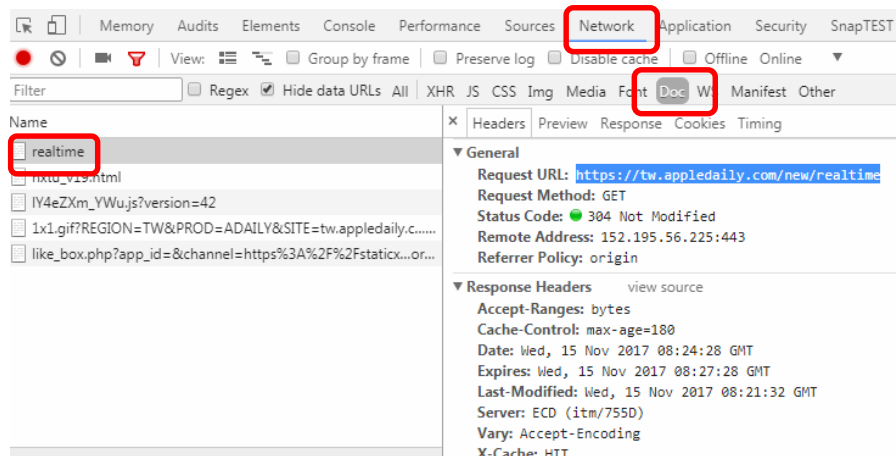 Memory Audits Elements Console Performance Sources Network Application Security SnapTEST
View: Group by frame Preserve log Disable cache Offline Online
Filter Regex Hide data URLs All XHR JS CSS Img Media Font Doc WS Manifest Other
Name
realtime
nxtu_v19.html
lY4eZXm_YWu.js?version=42
1x1.gif?REGION=TW&PROD=ADAILY&SITE=tw.appledaily.c......
like_box.php?app_id=&channel=https%3A%2F%2Fstaticx...or...
× Headers Preview Response Cookies Timing
General
Request URL: https://tw.appledaily.com/new/realtime
Request Method: GET
Status Code: 304 Not Modified
Remote Address: 152.195.56.225:443
Referrer Policy: origin
Response Headers view source
Accept-Ranges: bytes
Cache-Control: max-age=180
Date: Wed, 15 Nov 2017 08:24:28 GMT
Expires: Wed, 15 Nov 2017 08:27:28 GMT
Last-Modified: Wed, 15 Nov 2017 08:21:32 GMT
Server: ECD (itm/755D)
Vary: Accept-Encoding
X-Cache: HIT